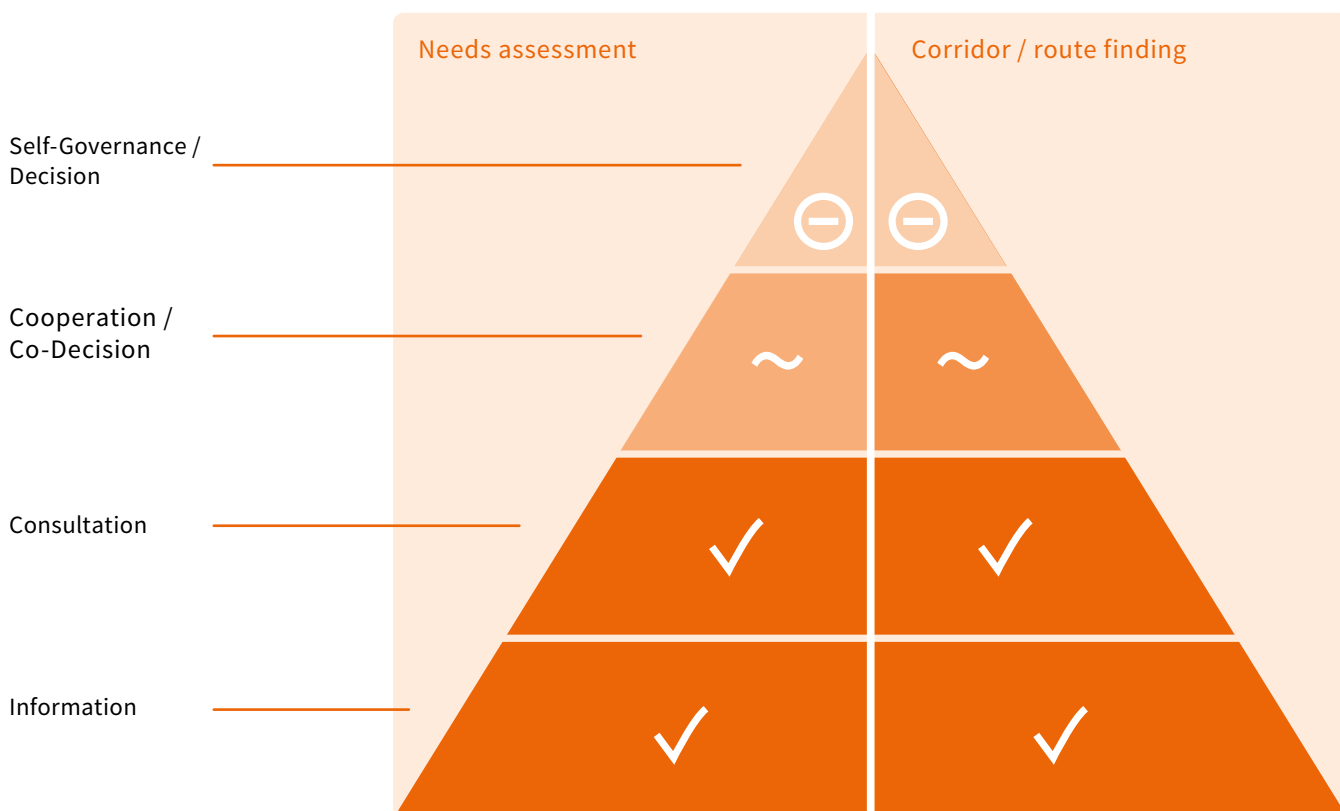 Needs assessment
Corridor / route finding
Self-Governance /
Decision
Cooperation /
Co-Decision
Consultation
Information